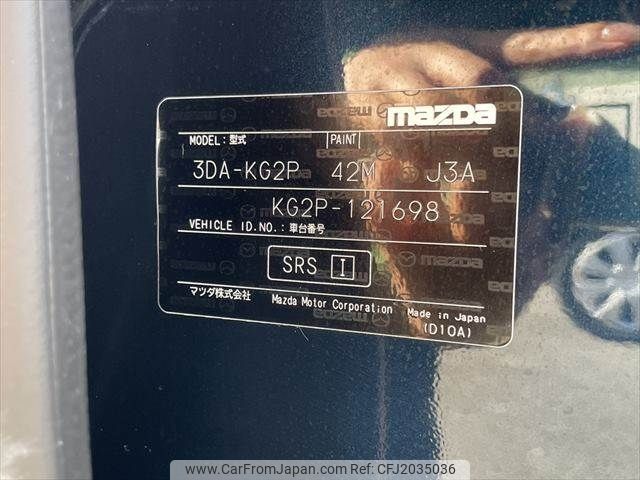 mazda
MODEL:型式 PAINT
3DA-KG2P 42M J3A
KG2P-121698
VEHICLE ID.NO.:車台番号
SRS I
マツダ株式会社 Mazda Motor Corporation Made in Japan
(D10A)
www.CarFromJapan.com | CFJ2035036